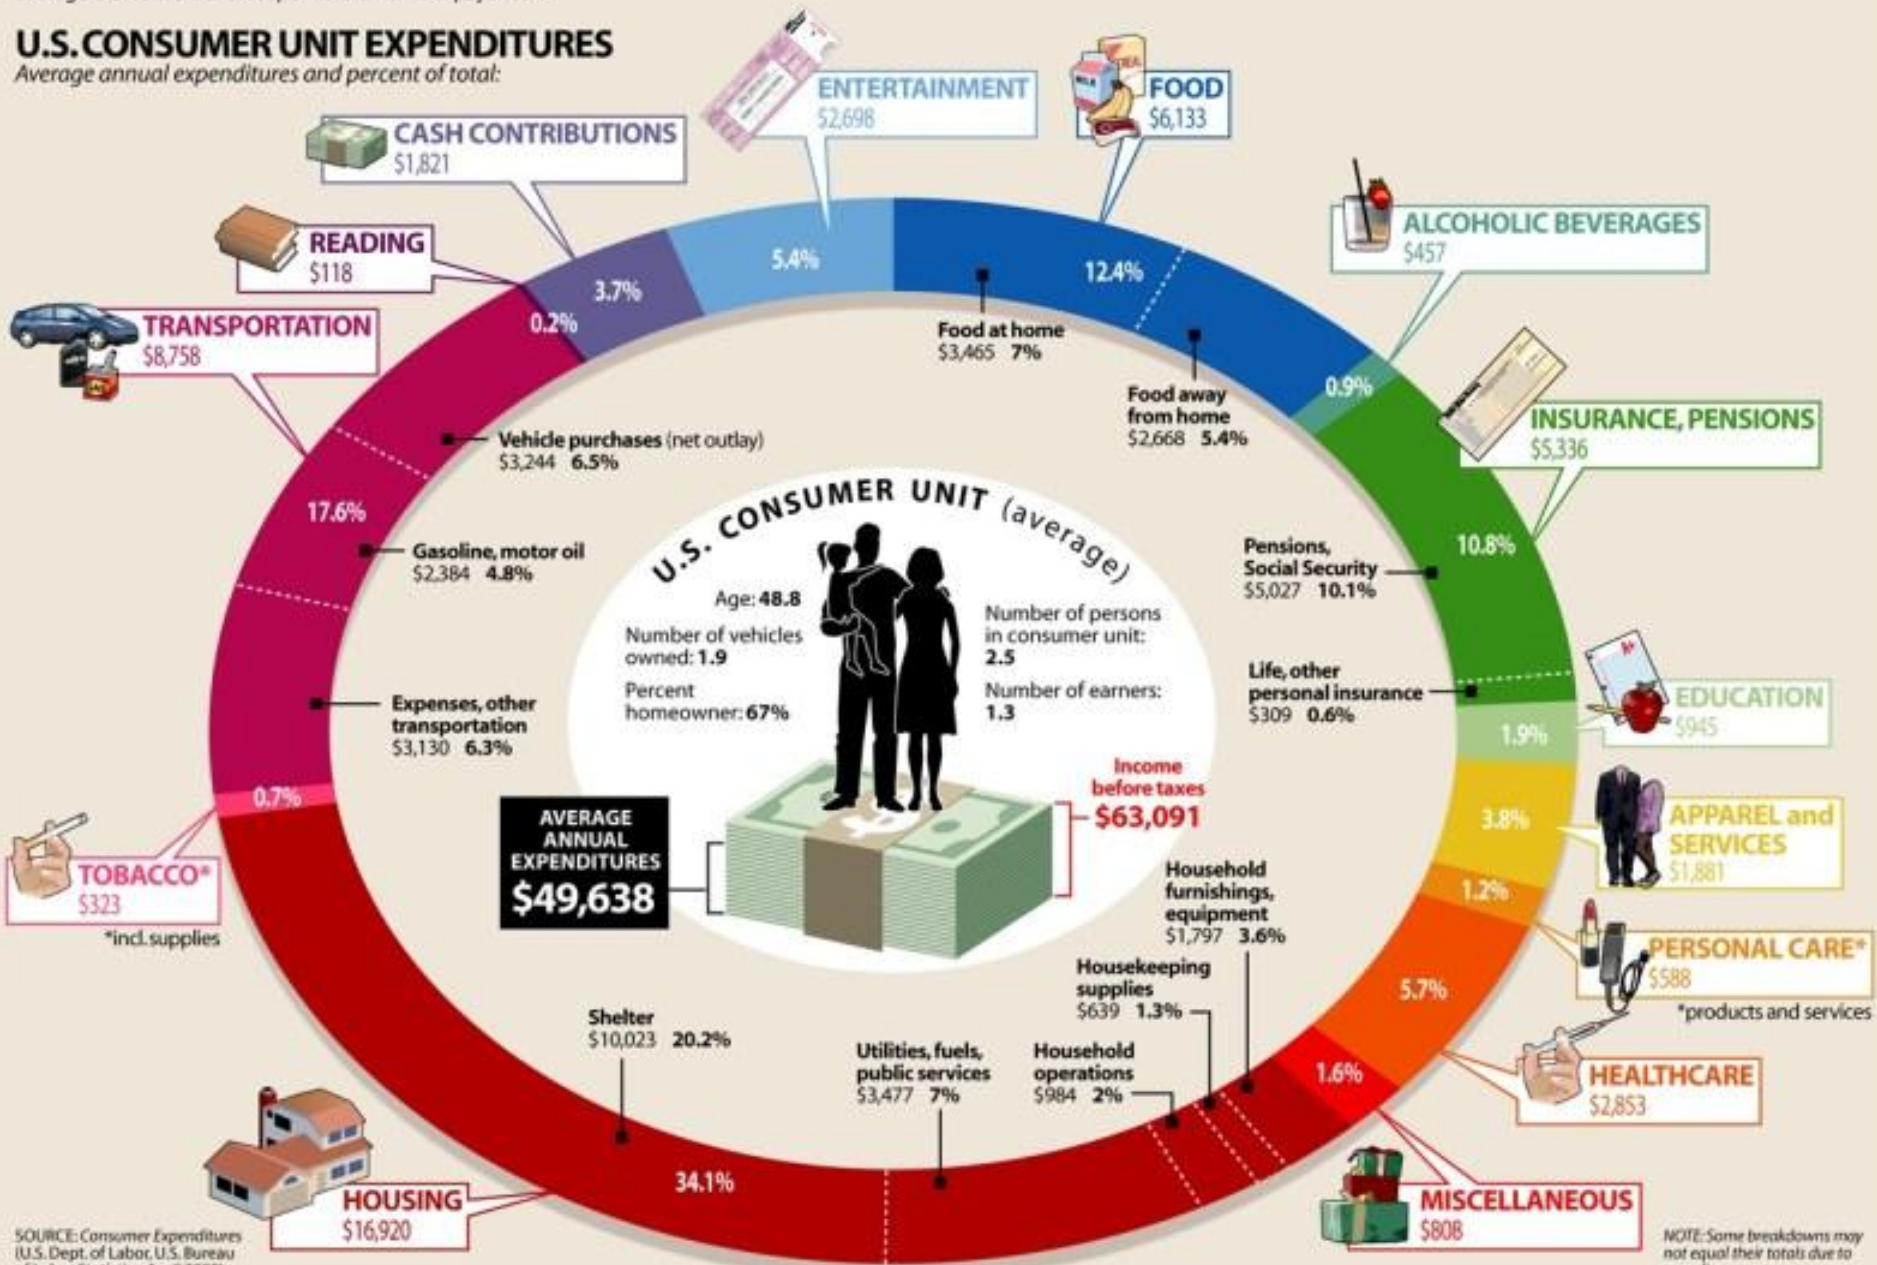 U.S. CONSUMER UNIT EXPENDITURES
Average annual expenditures and percent of total:
ENTERTAINMENT
$2,698
FOOD
$6,133
MILK
CASH CONTRIBUTIONS
$1,821
READING
$118
ALCOHOLIC BEVERAGES
$457
TRANSPORTATION
$8,758
INSURANCE, PENSIONS
$5,336
5.4%
12.4%
3.7%
0.2%
0.9%
17.6%
10.8%
Food at home
$3,465 7%
Food away
from home
$2,668 5.4%
Vehicle purchases (net outlay)
$3,244 6.5%
Gasoline, motor oil
$2,384 4.8%
Expenses, other
transportation
$3,130 6.3%
Pensions,
Social Security
$5,027 10.1%
Life, other
personal insurance
$309 0.6%
U.S. CONSUMER UNIT (average)
Age: 48.8
Number of vehicles
owned: 1.9
Percent
homeowner: 67%
Number of persons
in consumer unit:
2.5
Number of earners:
1.3
Income
before taxes
$63,091
AVERAGE
ANNUAL
EXPENDITURES
$49,638
A+
EDUCATION
$945
1.9%
APPAREL and
SERVICES
$1,881
3.8%
1.2%
PERSONAL CARE*
$588
*products and services
5.7%
HEALTHCARE
$2,853
1.6%
MISCELLANEOUS
$808
0.7%
TOBACCO*
$323
*incl. supplies
Household
furnishings,
equipment
$1,797 3.6%
Housekeeping
supplies
$639 1.3%
Household
operations
$984 2%
Utilities, fuels,
public services
$3,477 7%
Shelter
$10,023 20.2%
34.1%
HOUSING
$16,920
SOURCE: Consumer Expenditures
(U.S. Dept. of Labor, U.S. Bureau
NOTE: Some breakdowns may
not equal their totals due to